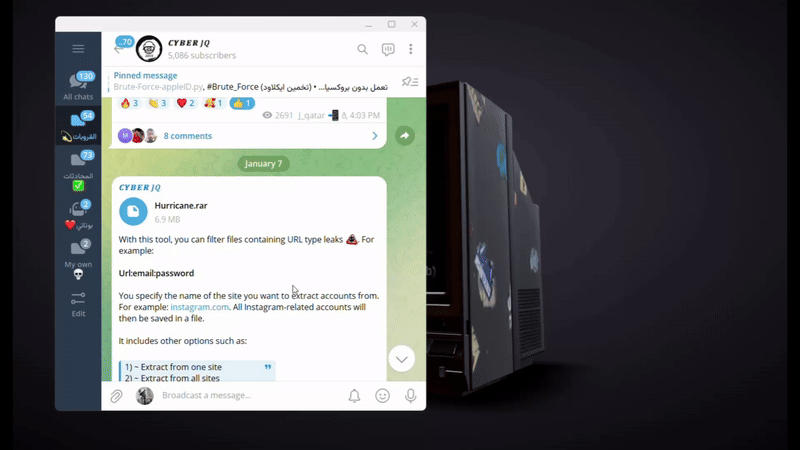 ..70
CYBER JQ
5,086 subscribers
130
All chats
54
القروبات
73
المحادثات
2
بوتاتي
2
My own
Edit
Pinned message
Brute-Force-appleID.py, #Brute_Force (تخمين ايكلاود) • تعمل بدون بروكسيا...
🔥 3 👏 3 ❤ 2 🥰 1 👍 1
2691 J_qatar 4:03 PM
M
8 comments
January 7
CYBER JQ
Hurricane.rar
6.9 MB
With this tool, you can filter files containing URL type leaks . For
example:
Url:email:password
You specify the name of the site you want to extract accounts from.
For example: instagram.com. All Instagram-related accounts will
then be saved in a file.
It includes other options such as:
1) ~ Extract from one site
2) ~ Extract from all sites
Broadcast a message...